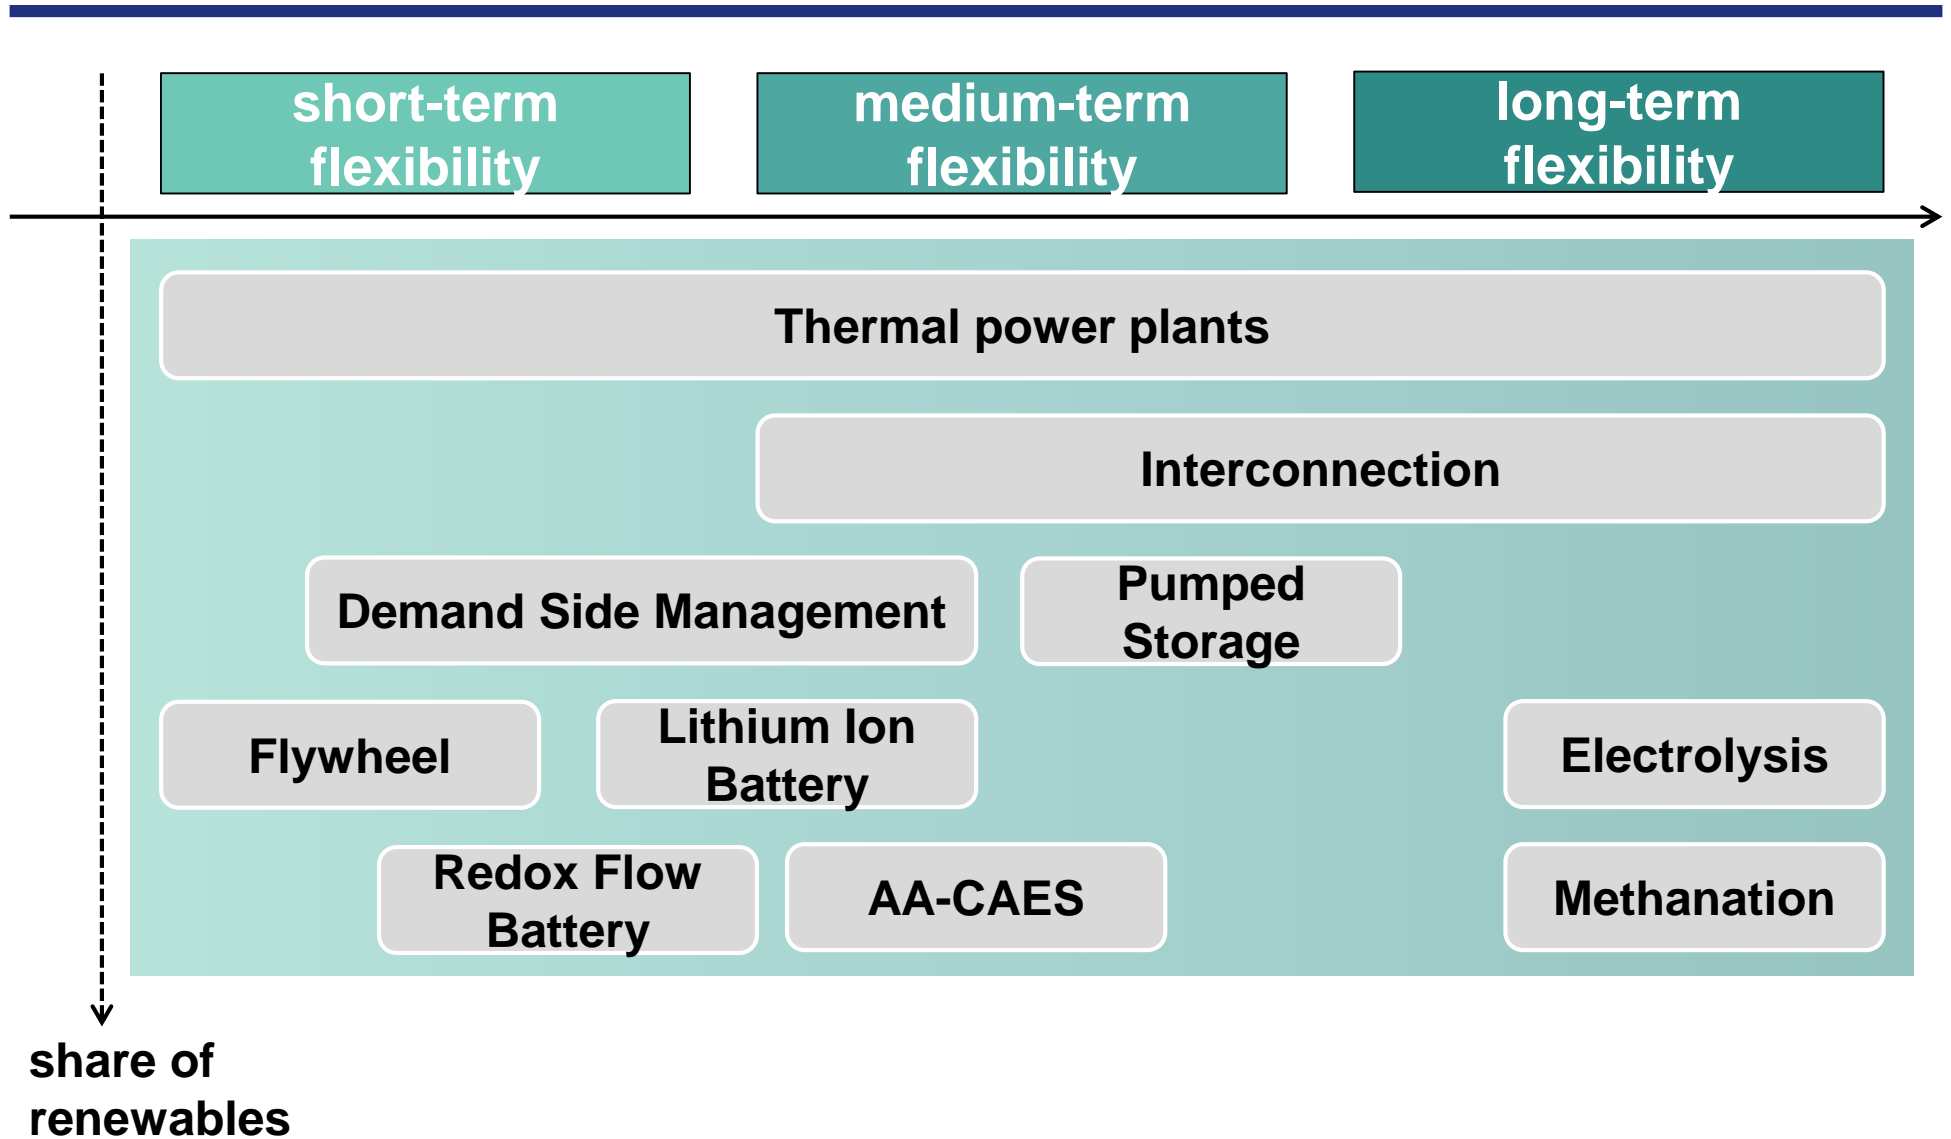 short-term
flexibility
medium-term
flexibility
long-term
flexibility
Thermal power plants
Interconnection
Demand Side Management
Pumped
Storage
Flywheel
Lithium Ion
Battery
Electrolysis
Redox Flow
Battery
AA-CAES
Methanation
share of
renewables